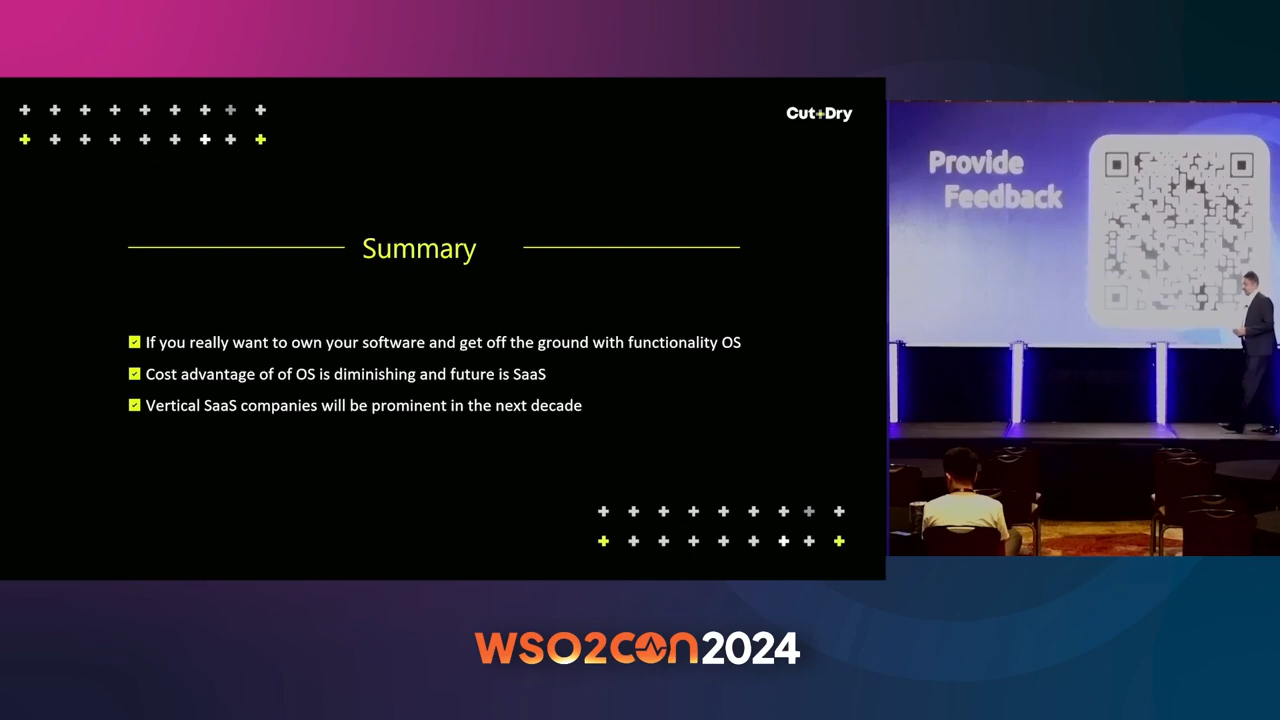 Cut+Dry
Summary
If you really want to own your software and get off the ground with functionality OS
Cost advantage of of OS is diminishing and future is SaaS
Vertical SaaS companies will be prominent in the next decade
Provide
Feedback
WSO2CON2024